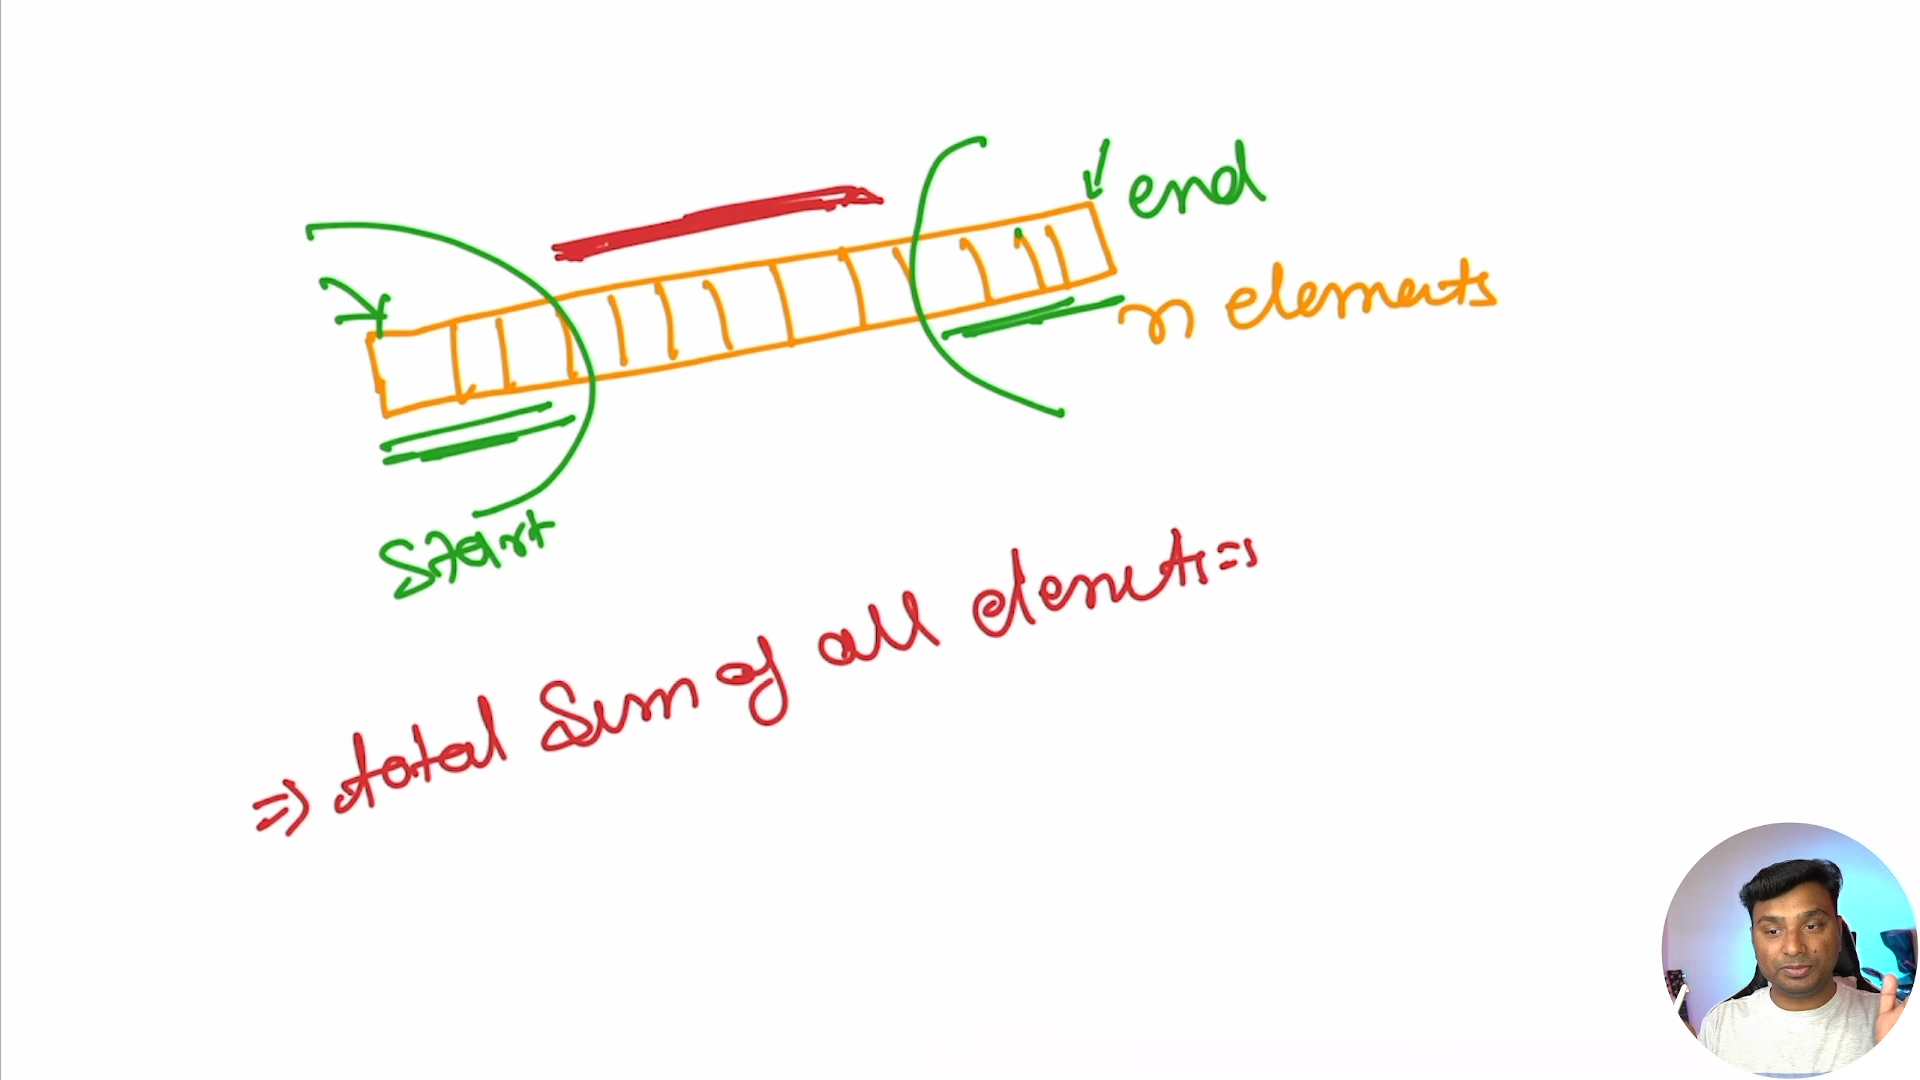 end
n elements
Start
=> total Sum of all elements =>